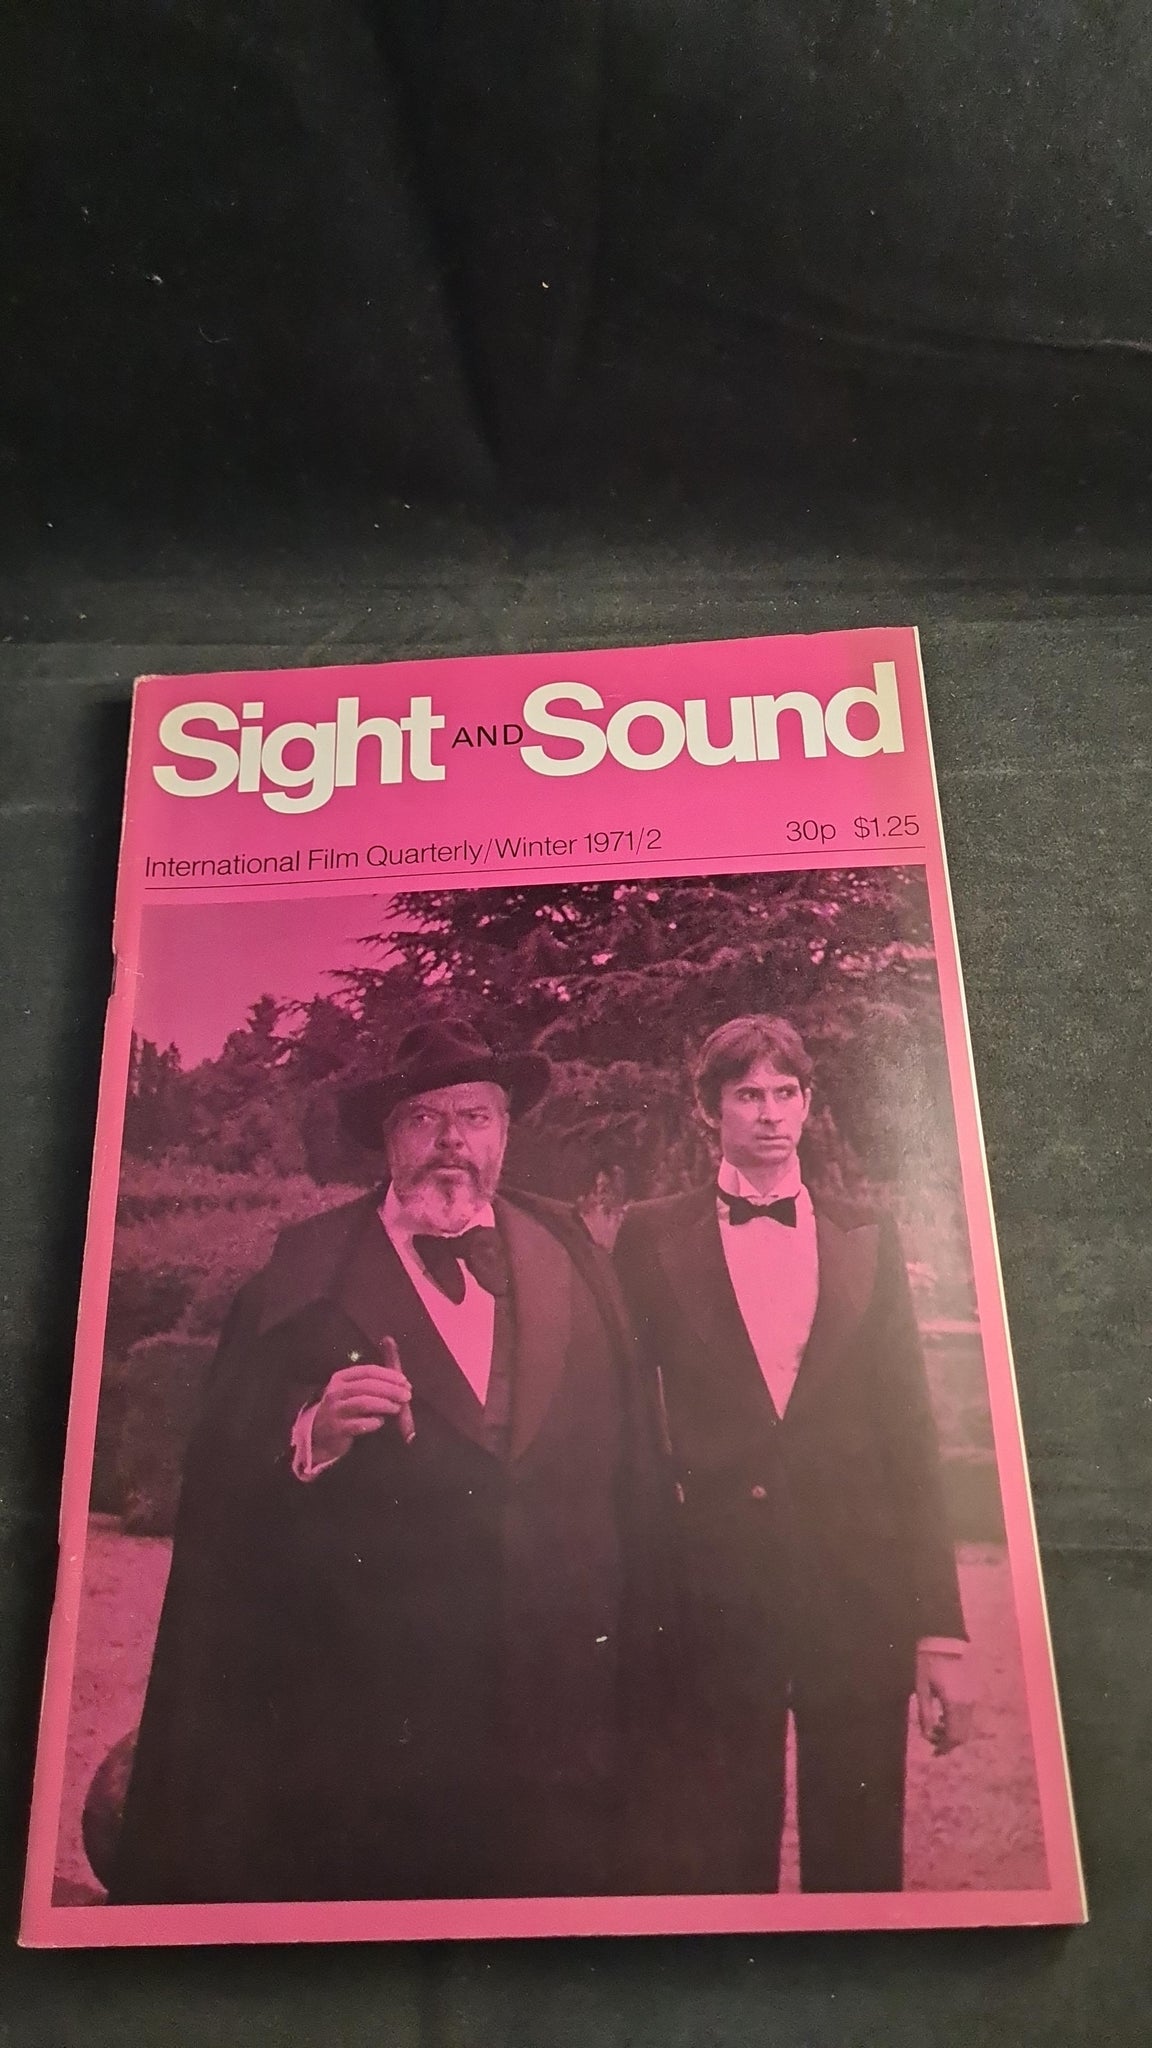 Sight AND Sound
International Film Quarterly/Winter 1971/2 30p $1.25